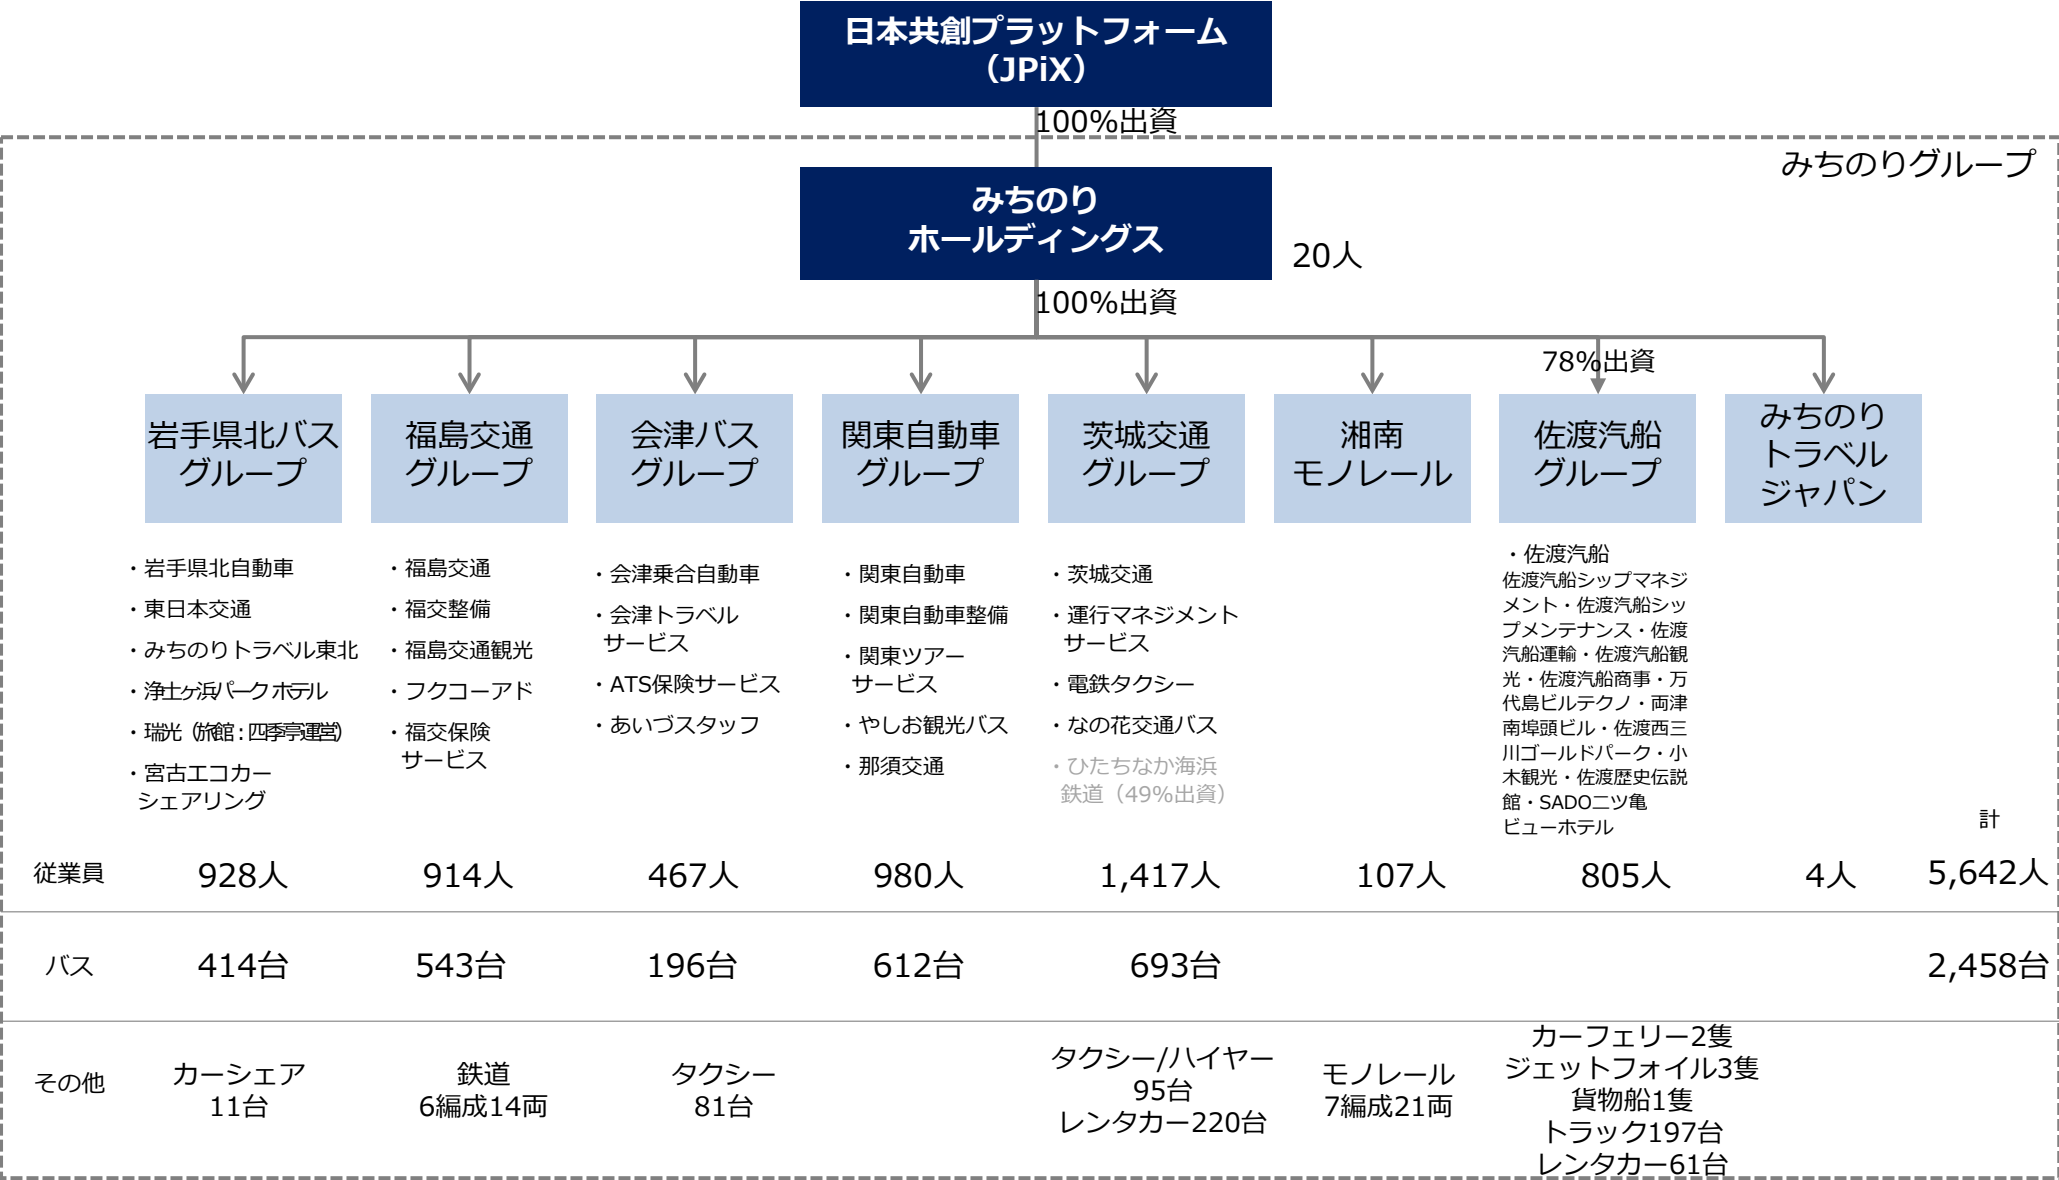 日本共創プラットフォーム
（JPiX）
100%出資
みちのりグループ
みちのり
ホールディングス
20人
100%出資
78%出資
岩手県北バス
グループ
福島交通
グループ
会津バス
グループ
関東自動車
グループ
茨城交通
グループ
湘南
モノレール
佐渡汽船
グループ
みちのり
トラベル
ジャパン
・岩手県北自動車
・東日本交通
・みちのりトラベル東北
・浄土ヶ浜パークホテル
・瑞光（旅館：四季亭運営）
・宮古エコカー
シェアリング
・福島交通
・福交整備
・福島交通観光
・フクコーアド
・福交保険
サービス
・会津乗合自動車
・会津トラベル
サービス
・ATS保険サービス
・あいづスタッフ
・関東自動車
・関東自動車整備
・関東ツアー
サービス
・やしお観光バス
・那須交通
・茨城交通
・運行マネジメント
サービス
・電鉄タクシー
・なの花交通バス
・ひたちなか海浜
鉄道（49%出資）
・佐渡汽船
佐渡汽船シップマネジ
メント・佐渡汽船シッ
プメンテナンス・佐渡
汽船運輸・佐渡汽船観
光・佐渡汽船商事・万
代島ビルテクノ・両津
南埠頭ビル・佐渡西三
川ゴールドパーク・小
木観光・佐渡歴史伝説
館・SADO二ツ亀
ビューホテル
計
従業員
928人
914人
467人
980人
1,417人
107人
805人
4人
5,642人
バス
414台
543台
196台
612台
693台
2,458台
その他
カーシェア
11台
鉄道
6編成14両
タクシー
81台
タクシー/ハイヤー
95台
レンタカー220台
モノレール
7編成21両
カーフェリー2隻
ジェットフォイル3隻
貨物船1隻
トラック197台
レンタカー61台